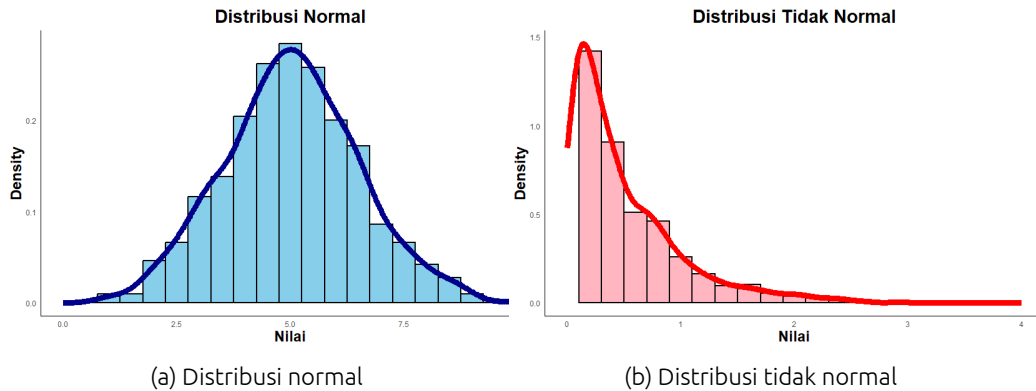 Distribusi Normal
Density
0.2
0.1
0.0
0.0 2.5 5.0 7.5
Nilai
(a) Distribusi normal
Distribusi Tidak Normal
Density
1.5
1.0
0.5
0.0
0 1 2 3 4
Nilai
(b) Distribusi tidak normal